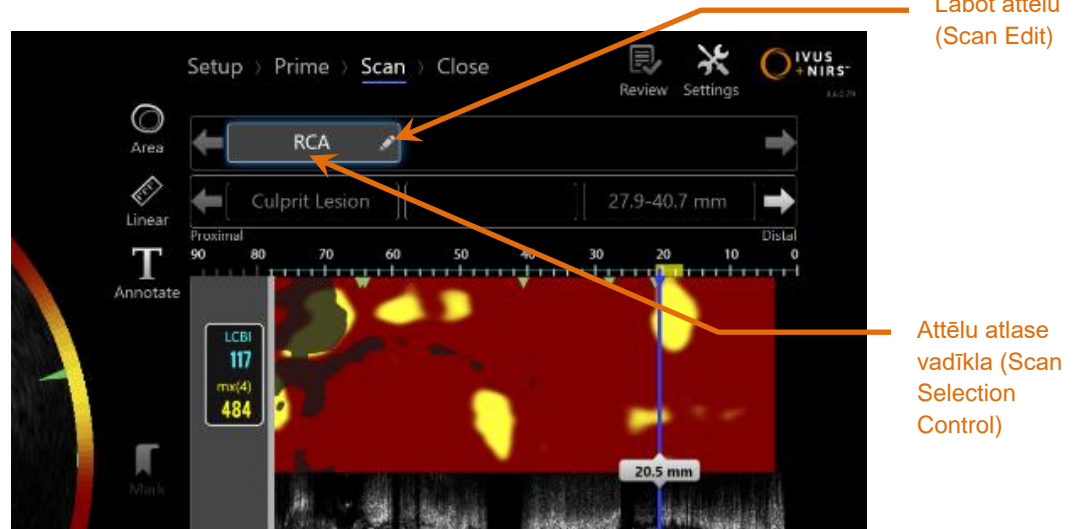 Labot attēlu
(Scan Edit)
Setup > Prime > Scan > Close
Review Settings
IVUS
+NIRS
Area
RCA
Linear
Culprit Lesion
27.9-40.7 mm
Proximal
Distal
90 80 70 60 50 40 30 20 10 0
T
Annotate
LCBI
117
mx(4)
484
Attēlu atlase
vadīkla (Scan
Selection
Control)
20.5 mm
Mark